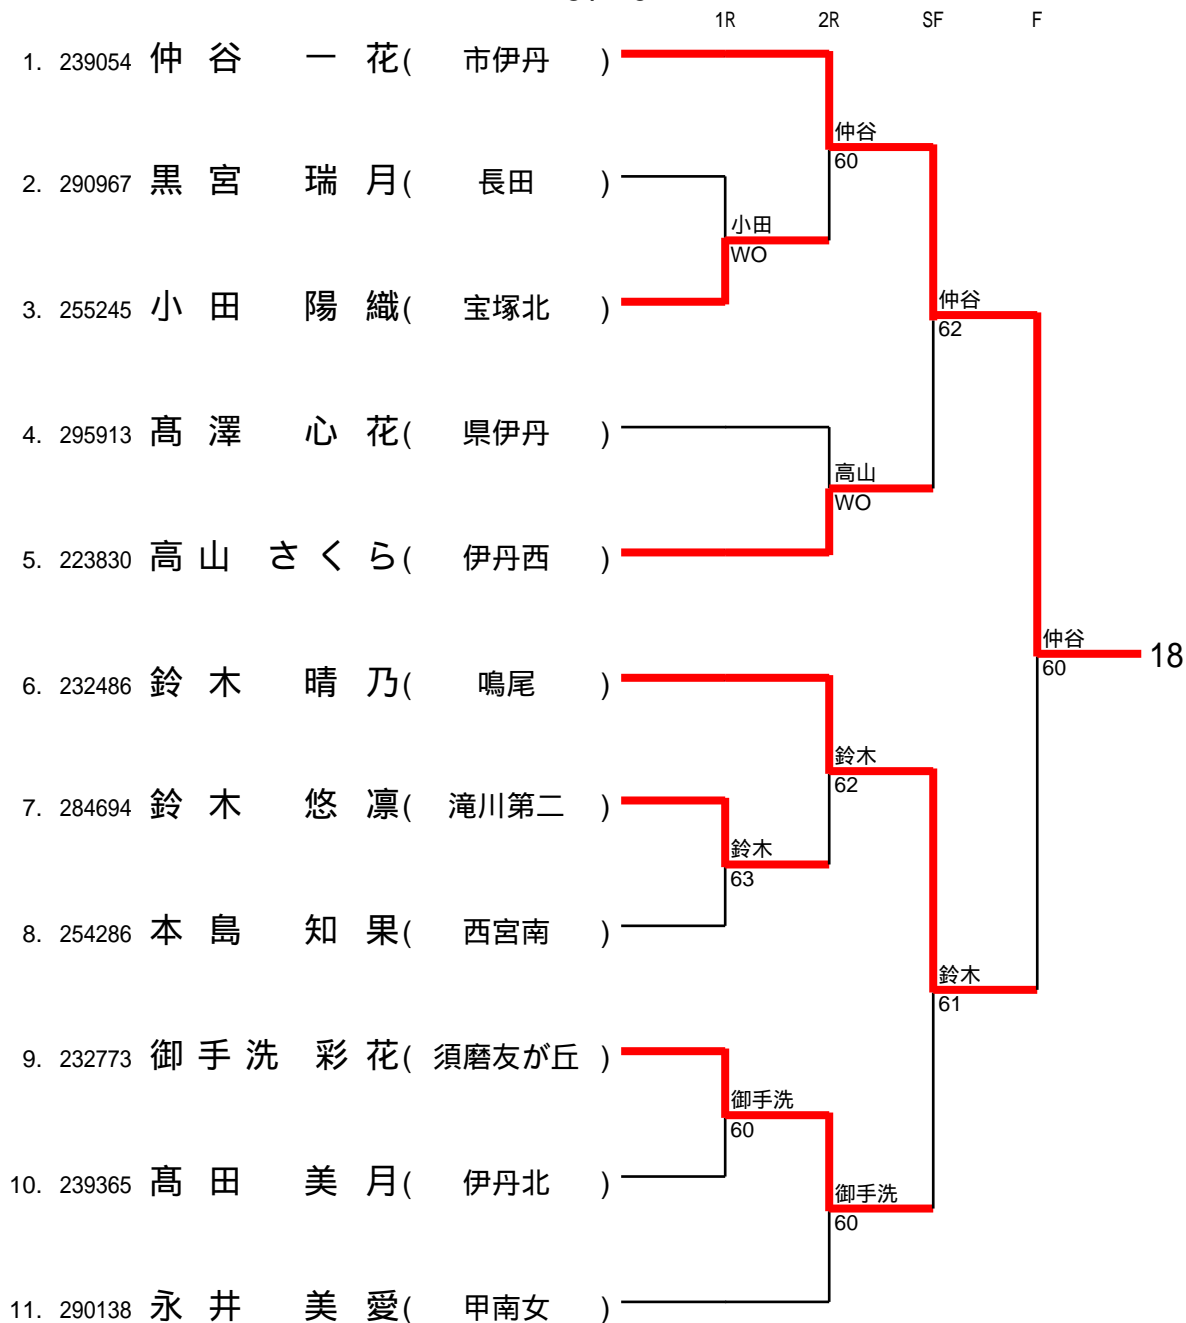 1R 2R SF F
1. 239054 仲谷 一花( 市伊丹 )
仲谷
60
2. 290967 黒宮 瑞月( 長田 )
小田
WO
3. 255245 小田 陽織( 宝塚北 )
仲谷
62
4. 295913 髙澤 心花( 県伊丹 )
高山
WO
5. 223830 高山 さくら( 伊丹西 )
仲谷
60
18
6. 232486 鈴木 晴乃( 鳴尾 )
鈴木
62
7. 284694 鈴木 悠凛( 滝川第二 )
鈴木
63
8. 254286 本島 知果( 西宮南 )
鈴木
61
9. 232773 御手洗 彩花( 須磨友が丘 )
御手洗
60
10. 239365 髙田 美月( 伊丹北 )
御手洗
60
11. 290138 永井 美愛( 甲南女 )